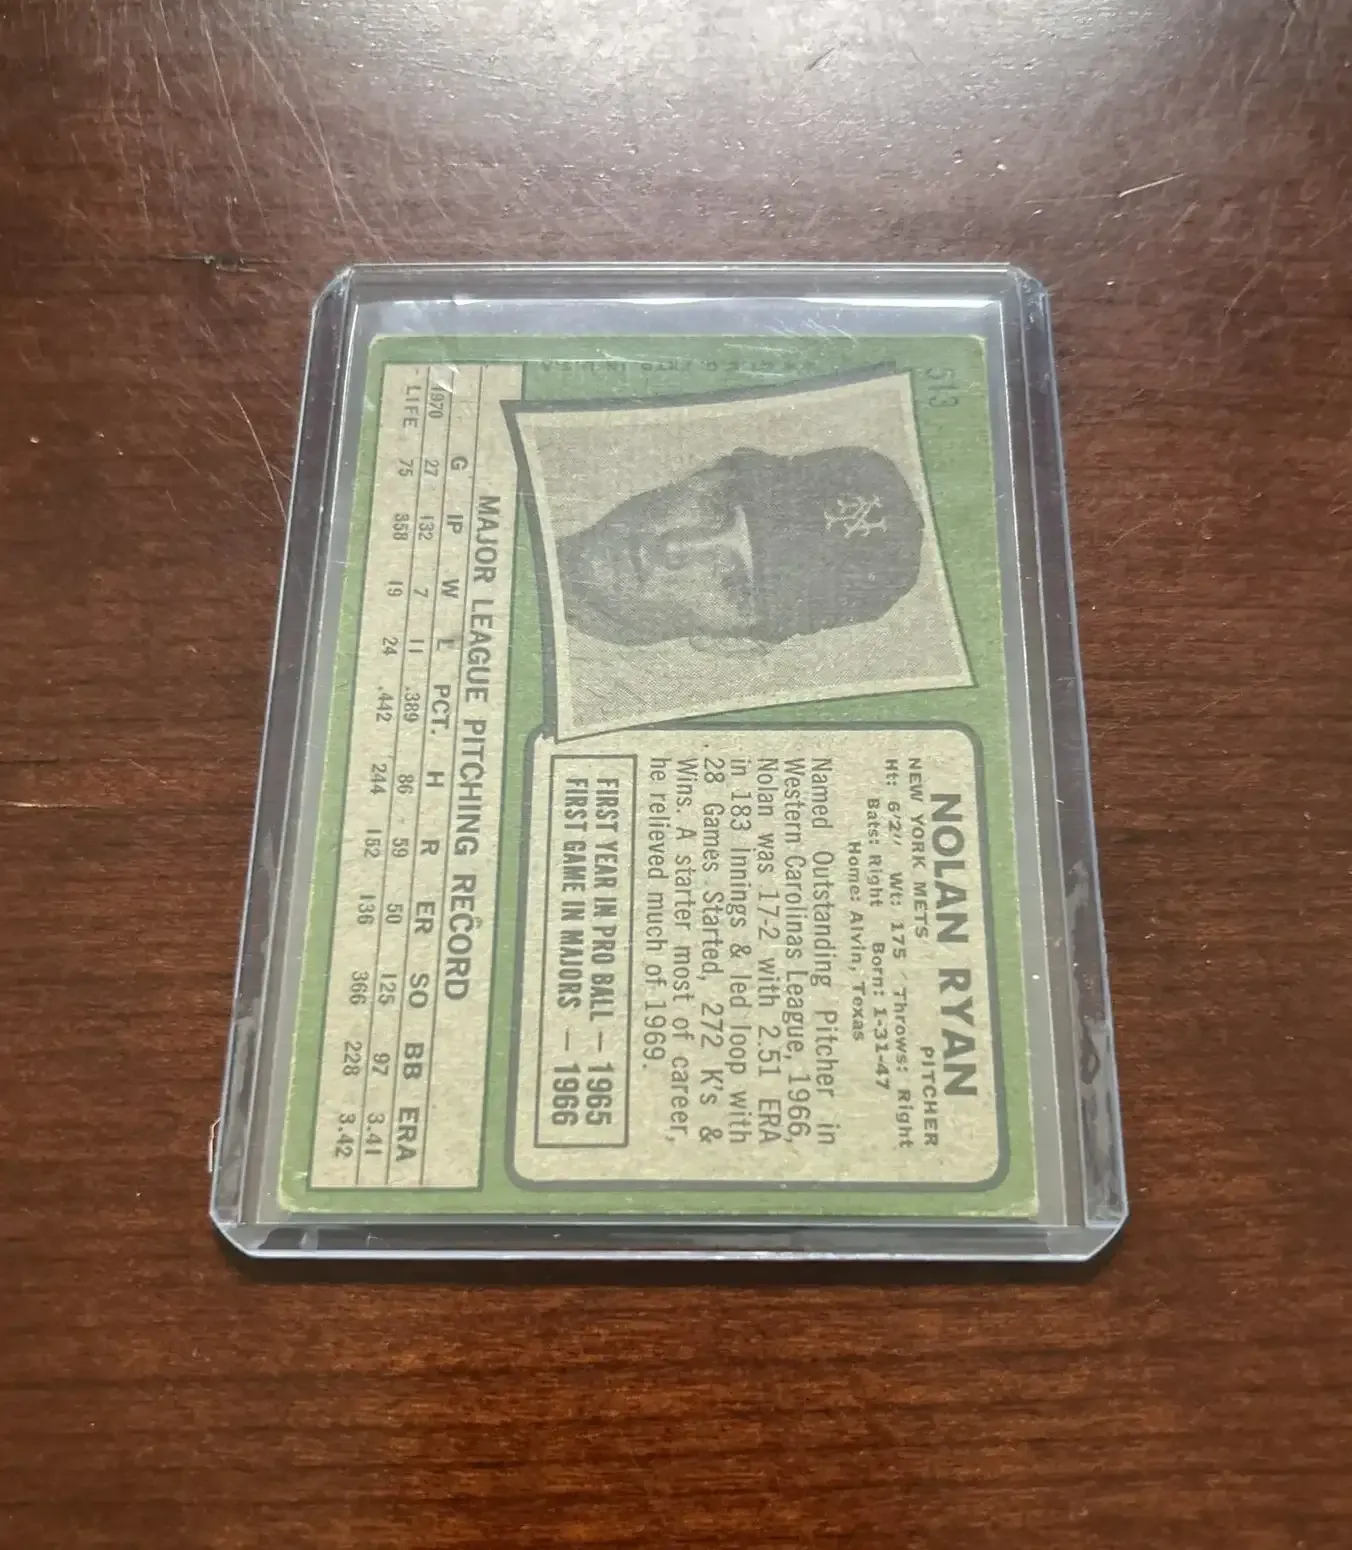 513
NOLAN RYAN
NEW YORK METS PITCHER
Ht: 6'2" Wt: 175 Throws: Right
Bats: Right Born: 1-31-47
Home: Alvin, Texas
Named Outstanding Pitcher in
Western Carolinas League, 1966,
Nolan was 17-2 with 2.51 ERA
in 183 innings & led loop with
28 Games Started, 272 K's &
Wins. A starter most of career,
he relieved much of 1969.
FIRST YEAR IN PRO BALL — 1965
FIRST GAME IN MAJORS — 1966
NY
PRTD. IN U.S.A.
MAJOR LEAGUE PITCHING RECORD
G IP W L PCT. H R ER SO BB ERA
1970 27 132 7 11 .389 86 59 50 125 97 3.41
LIFE 75 358 19 24 .442 244 152 136 366 228 3.42